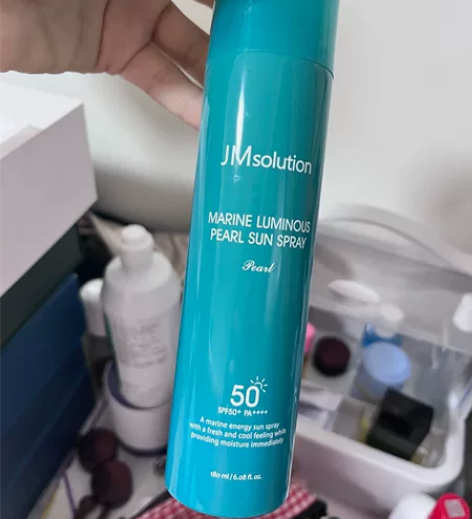 JMsolution
MARINE LUMINOUS
PEARL SUN SPRAY
Pearl
50
SPF50+ PA++++
A marine energy sun spray
with a fresh and cool feeling while
providing moisture immediately
180 ml / 6.08 fl. oz.